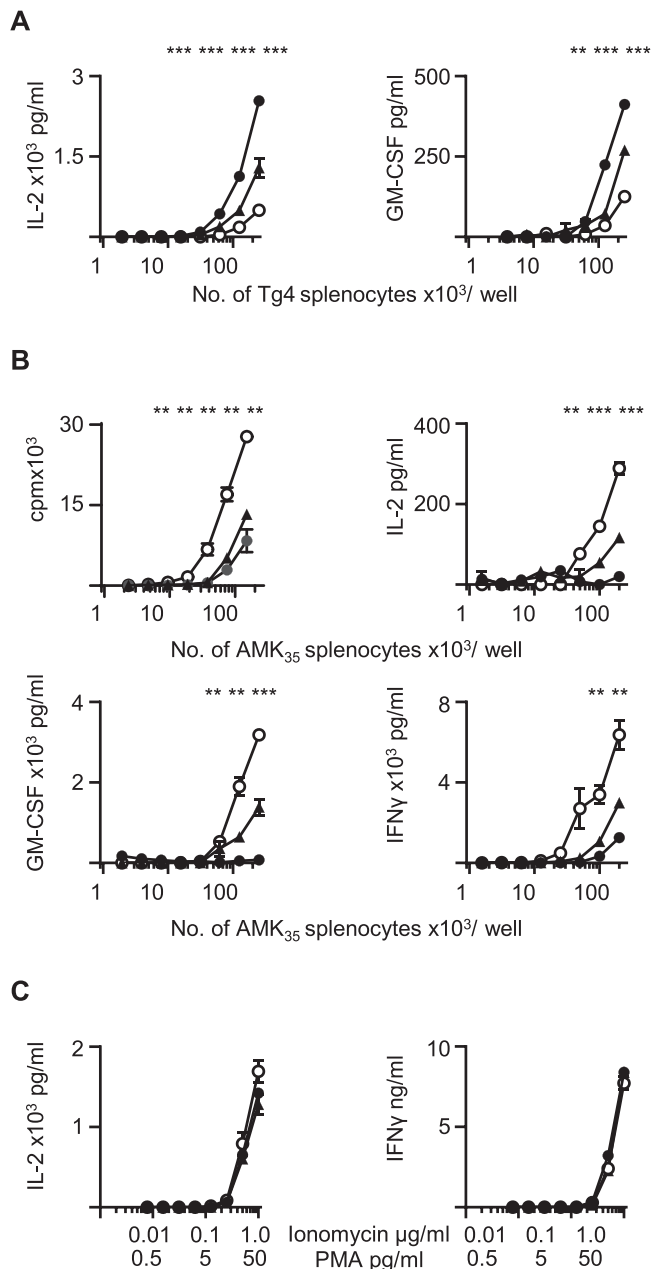 A
*** *** *** ***
** *** ***
IL-2 x10³ pg/ml
3
1.5
GM-CSF pg/ml
500
250
1 10 100
1 10 100
No. of Tg4 splenocytes x10³/ well
B
** ** ** ** **
** *** ***
cpmx10³
30
15
IL-2 pg/ml
400
200
1 10 100
1 10 100
No. of AMK₃₅ splenocytes x10³/ well
** ** ***
** **
GM-CSF x10³ pg/ml
4
2
IFNγ x10³ pg/ml
8
4
1 10 100
1 10 100
No. of AMK₃₅ splenocytes x10³/ well
C
IL-2 x10³ pg/ml
2
1
IFNγ ng/ml
10
5
0.01 0.1 1.0 Ionomycin µg/ml 0.01 0.1 1.0
0.5 5 50 PMA pg/ml 0.5 5 50